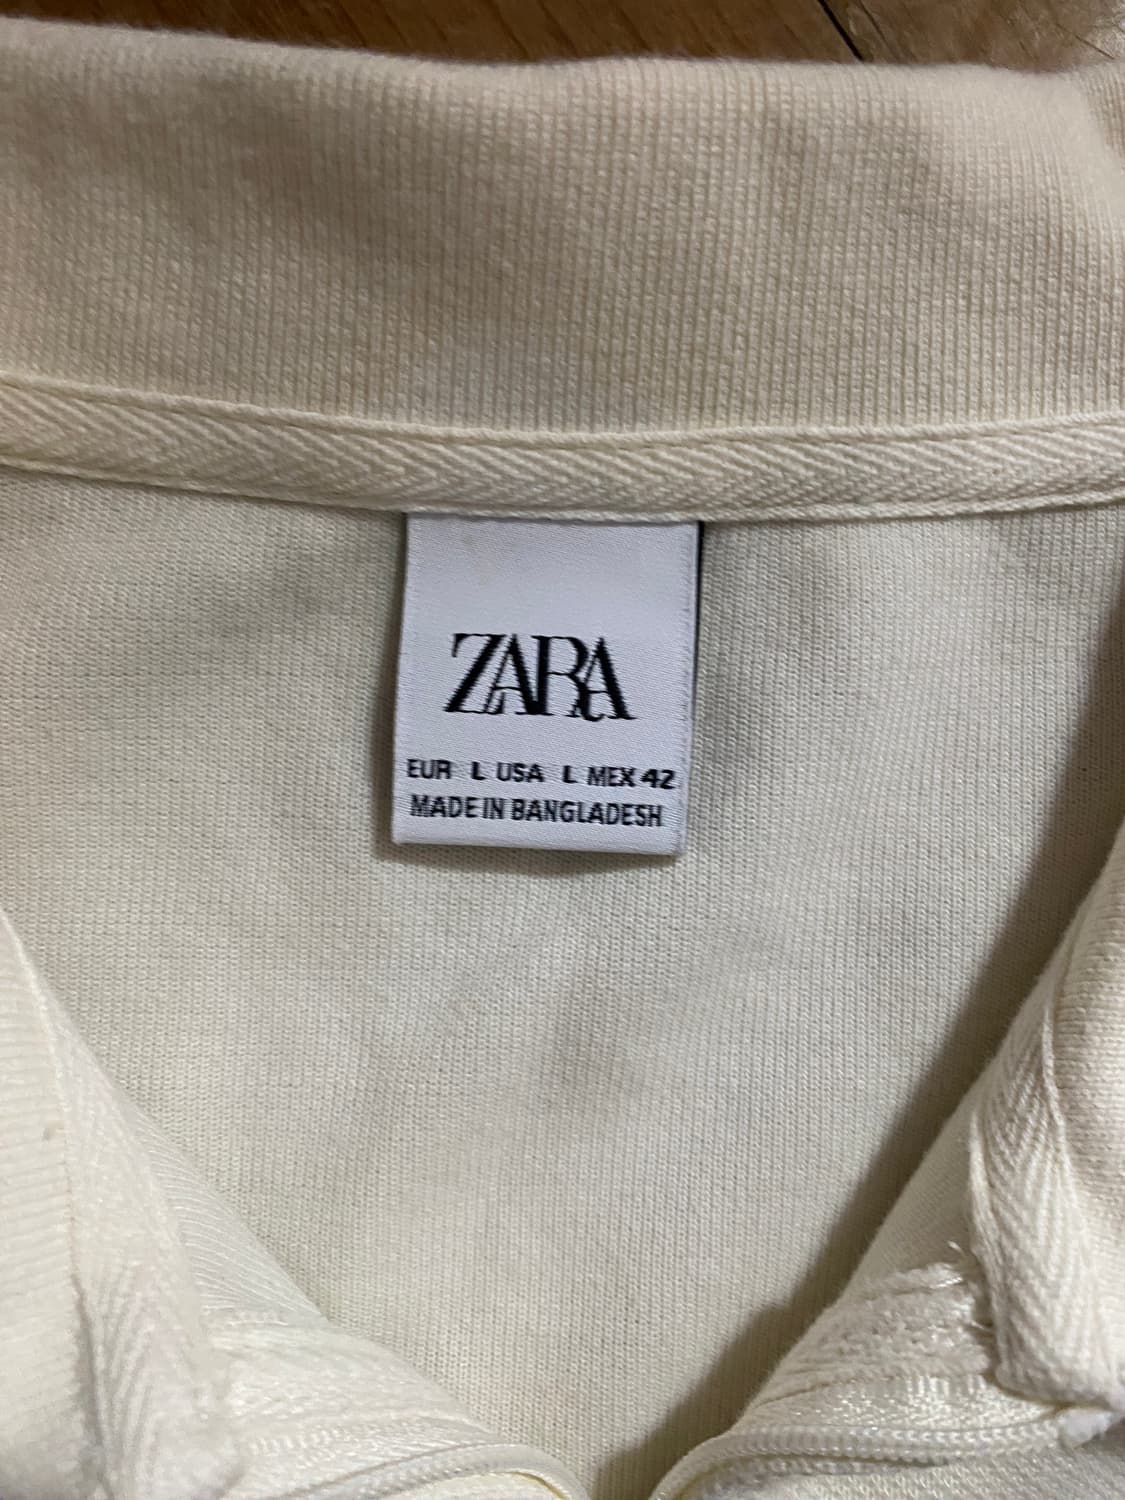 ZARA
EUR L USA L MEX 42
MADE IN BANGLADESH